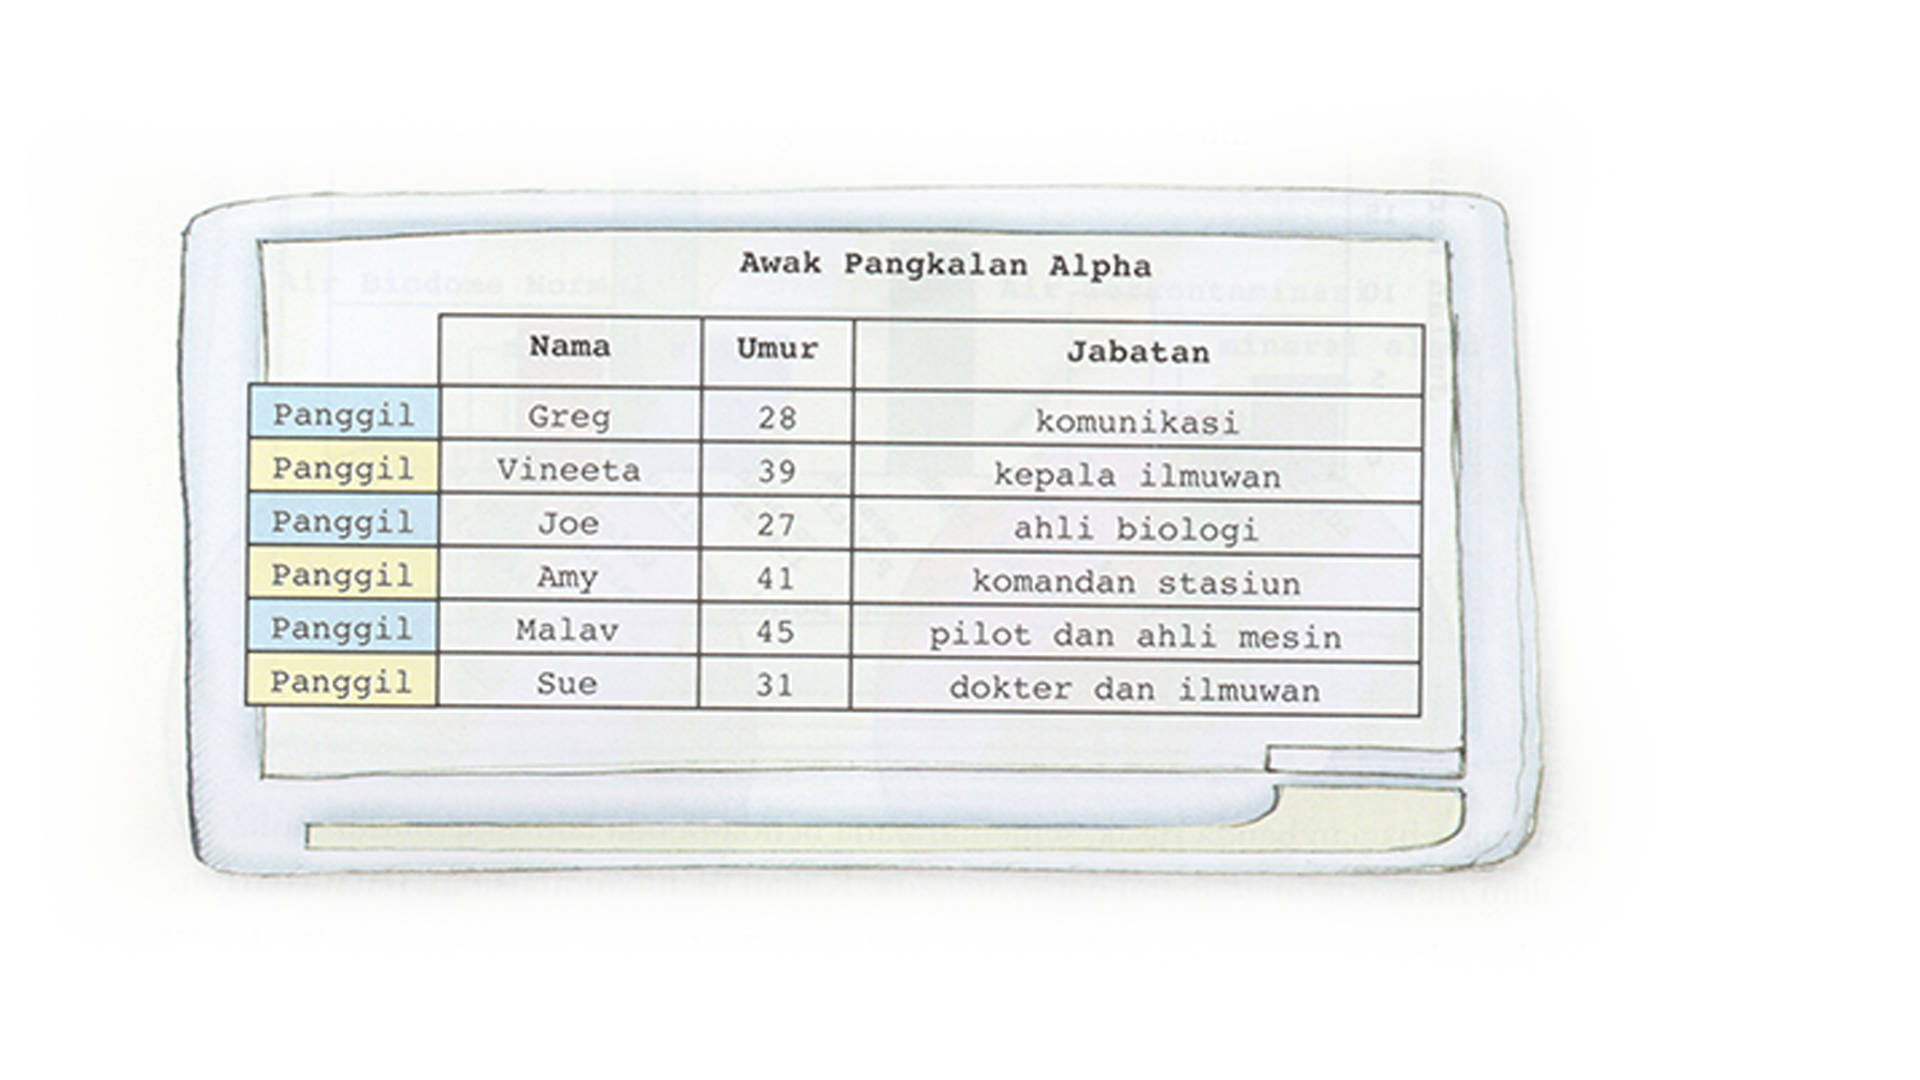 Awak Pangkalan Alpha
Nama Umur Jabatan
Panggil Greg 28 komunikasi
Panggil Vineeta 39 kepala ilmuwan
Panggil Joe 27 ahli biologi
Panggil Amy 41 komandan stasiun
Panggil Malav 45 pilot dan ahli mesin
Panggil Sue 31 dokter dan ilmuwan